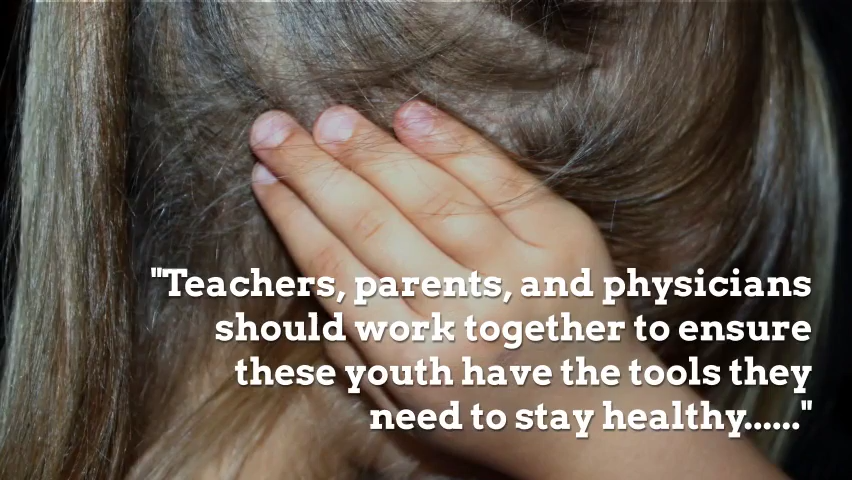 "Teachers, parents, and physicians
should work together to ensure
these youth have the tools they
need to stay healthy......"